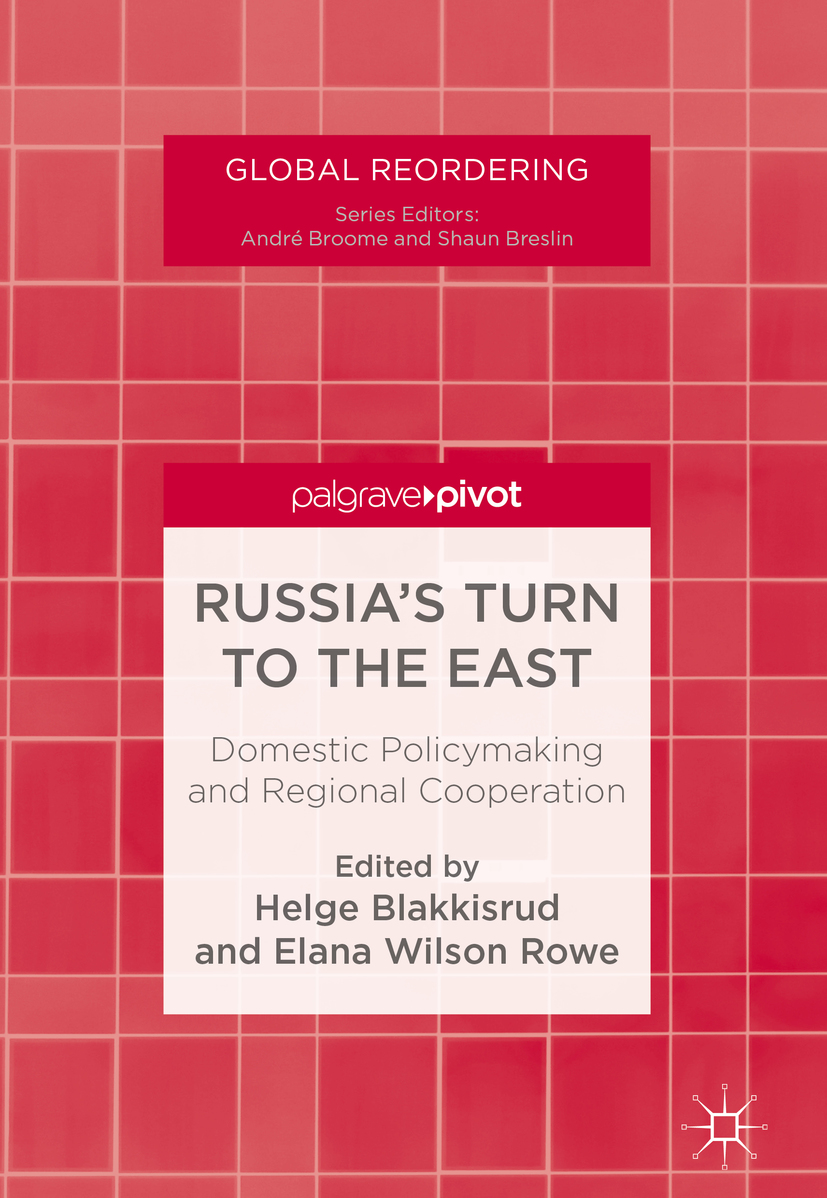 GLOBAL REORDERING
Series Editors:
André Broome and Shaun Breslin
palgrave pivot
RUSSIA’S TURN
TO THE EAST
Domestic Policymaking
and Regional Cooperation
Edited by
Helge Blakkisrud
and Elana Wilson Rowe